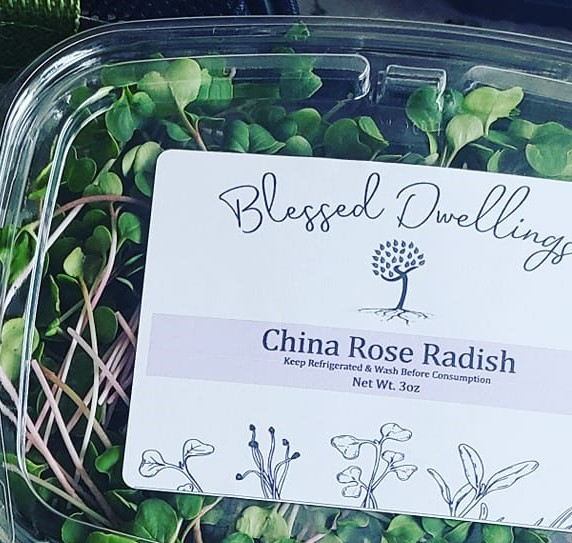 Blessed Dwellings
China Rose Radish
Keep Refrigerated & Wash Before Consumption
Net Wt. 3oz